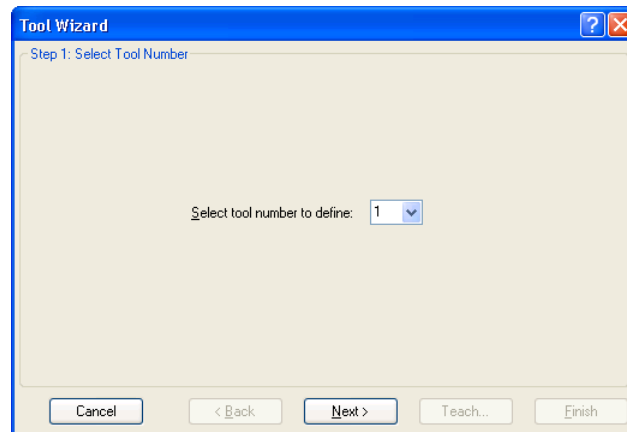 Tool Wizard
Step 1: Select Tool Number
Select tool number to define: 1
Cancel < Back Next > Teach... Finish